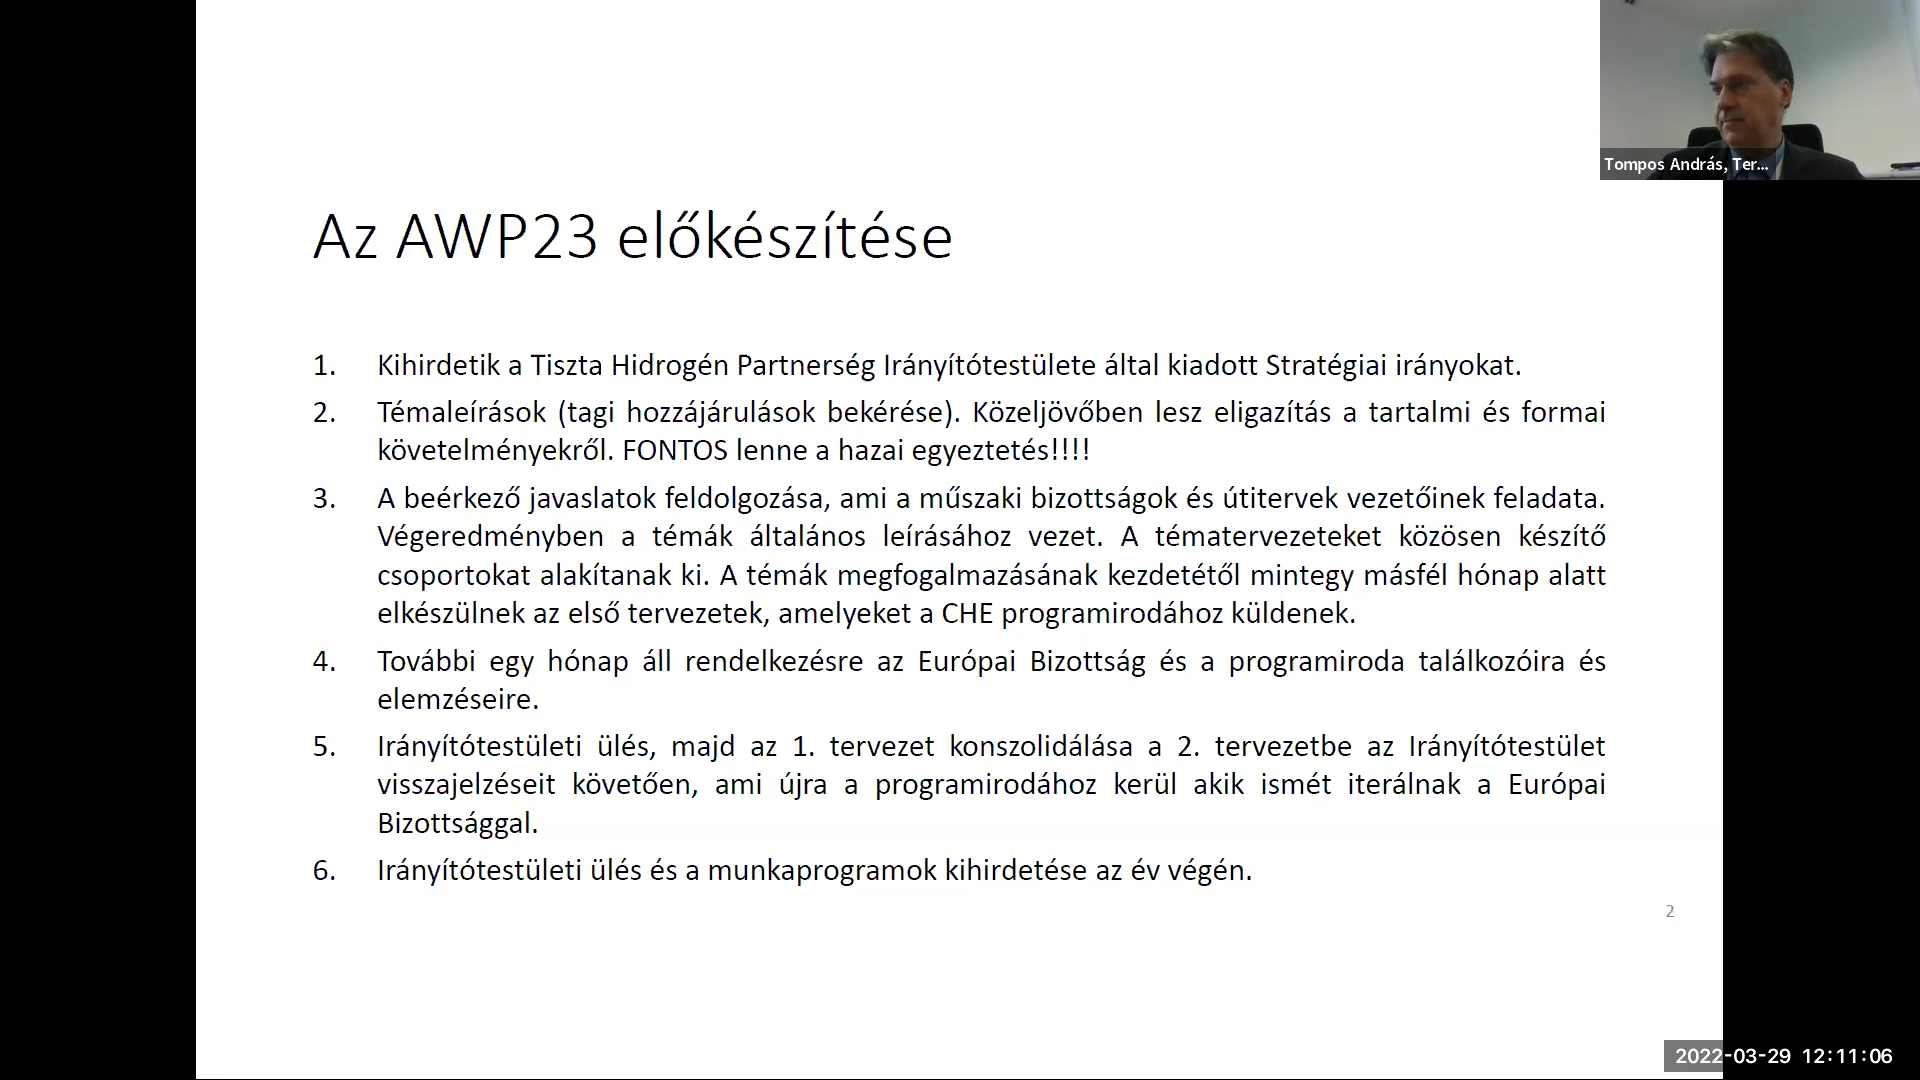 Tompos András, Ter...
Az AWP23 előkészítése
1. Kihirdetik a Tiszta Hidrogén Partnerség Irányítótestülete által kiadott Stratégiai irányokat.
2. Témaleírások (tagi hozzájárulások bekérése). Közeljövőben lesz eligazítás a tartalmi és formai
követelményekről. FONTOS lenne a hazai egyeztetés!!!!
3. A beérkező javaslatok feldolgozása, ami a műszaki bizottságok és útitervek vezetőinek feladata.
Végeredményben a témák általános leírásához vezet. A tématervezeteket közösen készítő
csoportokat alakítanak ki. A témák megfogalmazásának kezdetétől mintegy másfél hónap alatt
elkészülnek az első tervezetek, amelyeket a CHE programirodához küldenek.
4. További egy hónap áll rendelkezésre az Európai Bizottság és a programiroda találkozóira és
elemzéseire.
5. Irányítótestületi ülés, majd az 1. tervezet konszolidálása a 2. tervezetbe az Irányítótestület
visszajelzéseit követően, ami újra a programirodához kerül akik ismét iterálnak a Európai
Bizottsággal.
6. Irányítótestületi ülés és a munkaprogramok kihirdetése az év végén.
2
2022-03-29 12:11:06